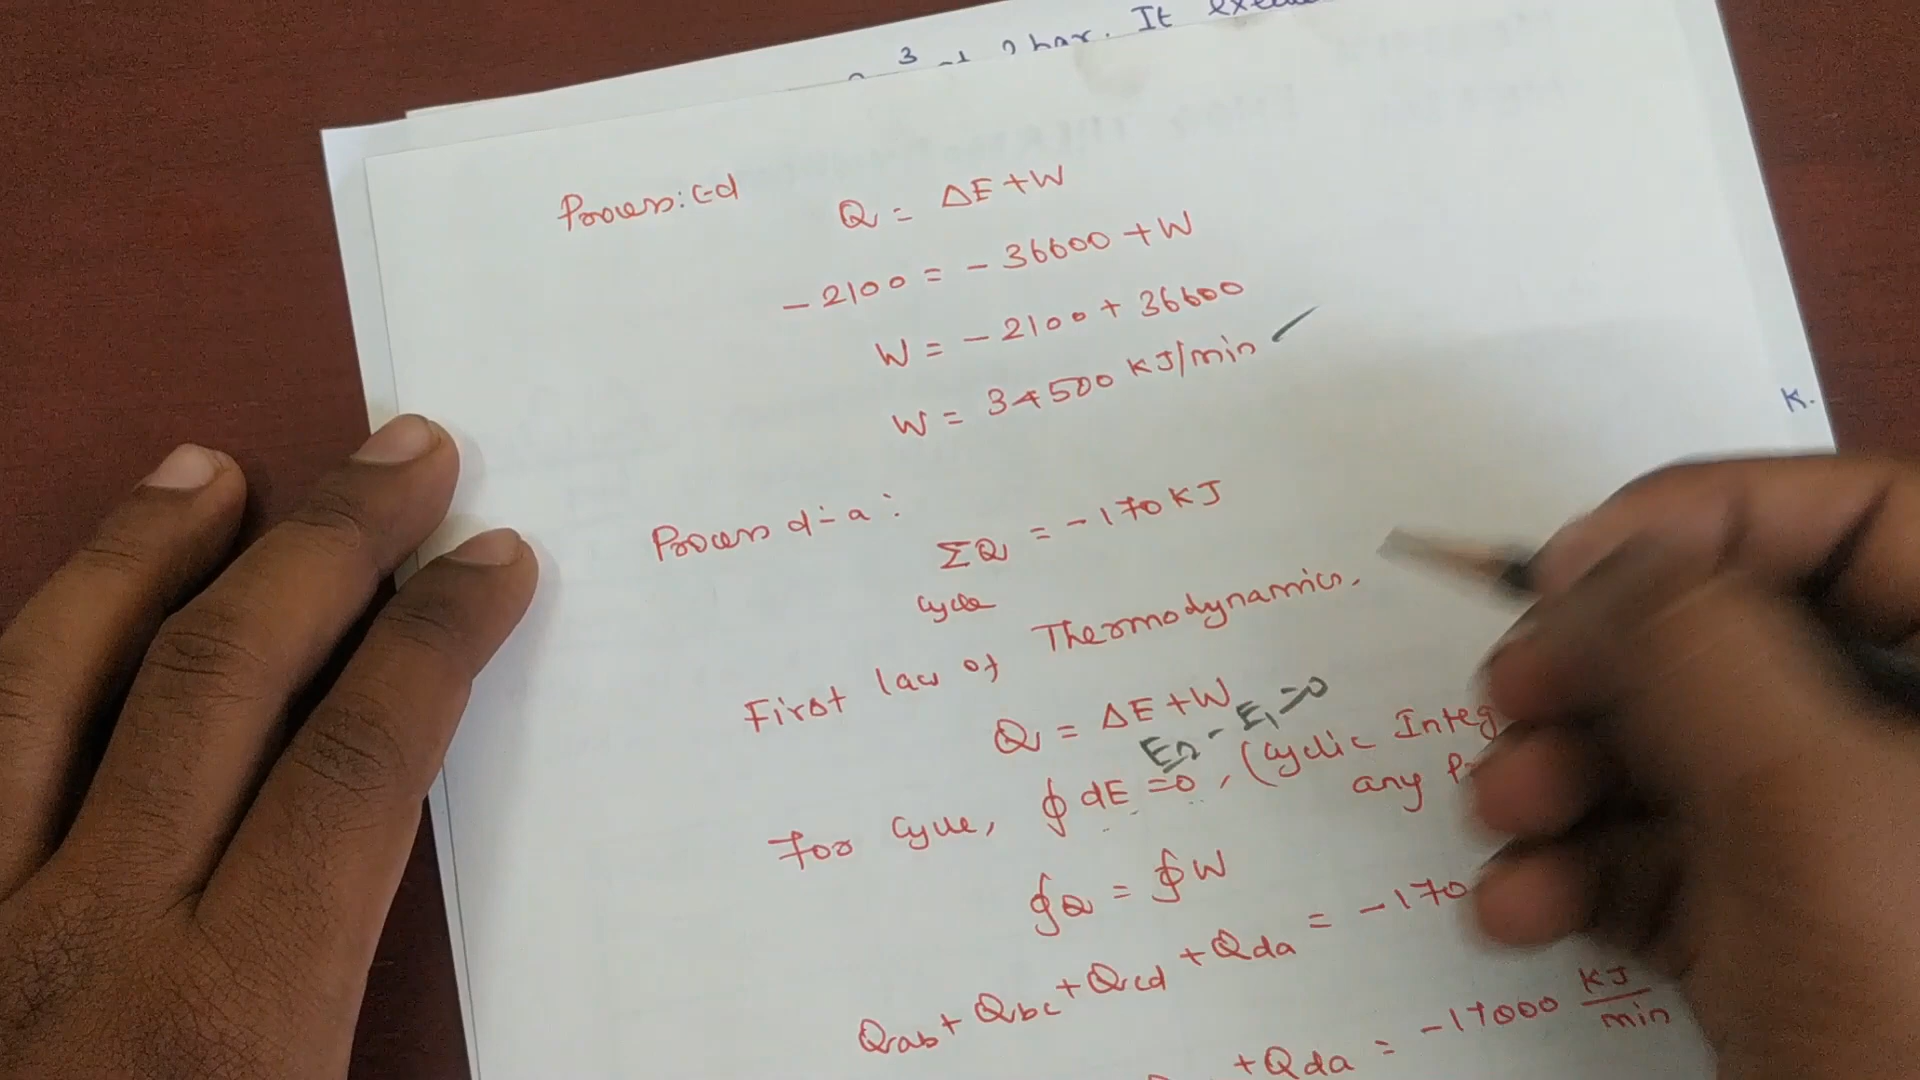 3 bar. It
Process: c-d
Q = ΔE + W
- 2100 = - 36600 + W
W = - 2100 + 36600
W = 34500 KJ/min ✓
K.
Process d-a:
ΣQ = -170 KJ
cycle
First law of Thermodynamics.
Q = ΔE + W
E2 - E1 = 0
For cycle, ∮ dE = 0, (cyclic Integ
any
∮Q = ∮W
Qab + Qbc + Qcd + Qda = -170
+ Qda = -17000 KJ/min